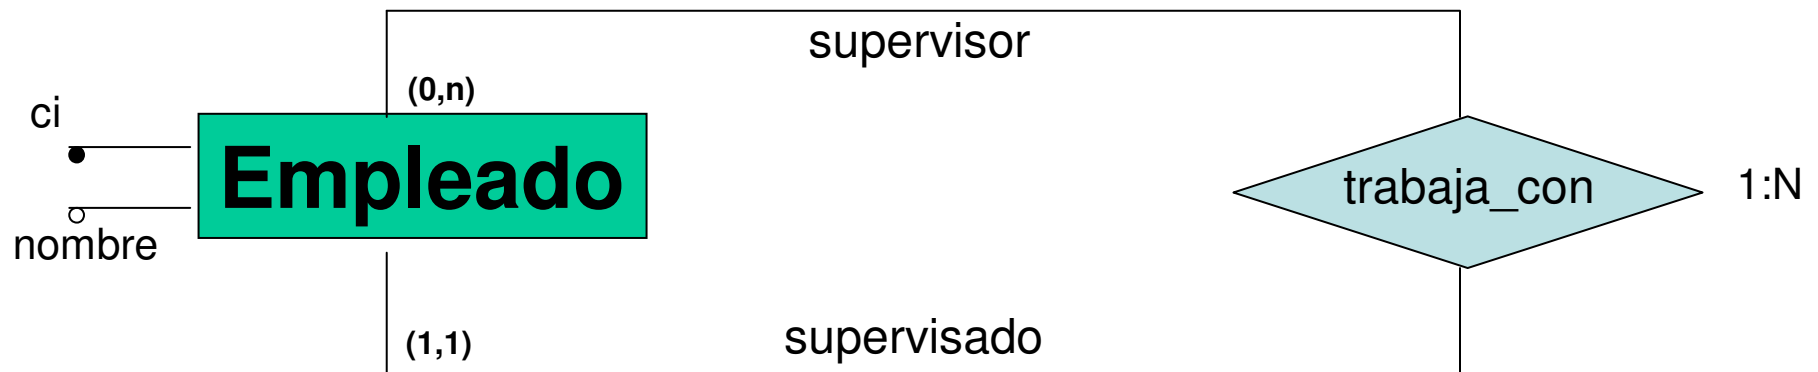 supervisor
(0,n)
ci
Empleado
trabaja_con
1:N
nombre
(1,1)
supervisado